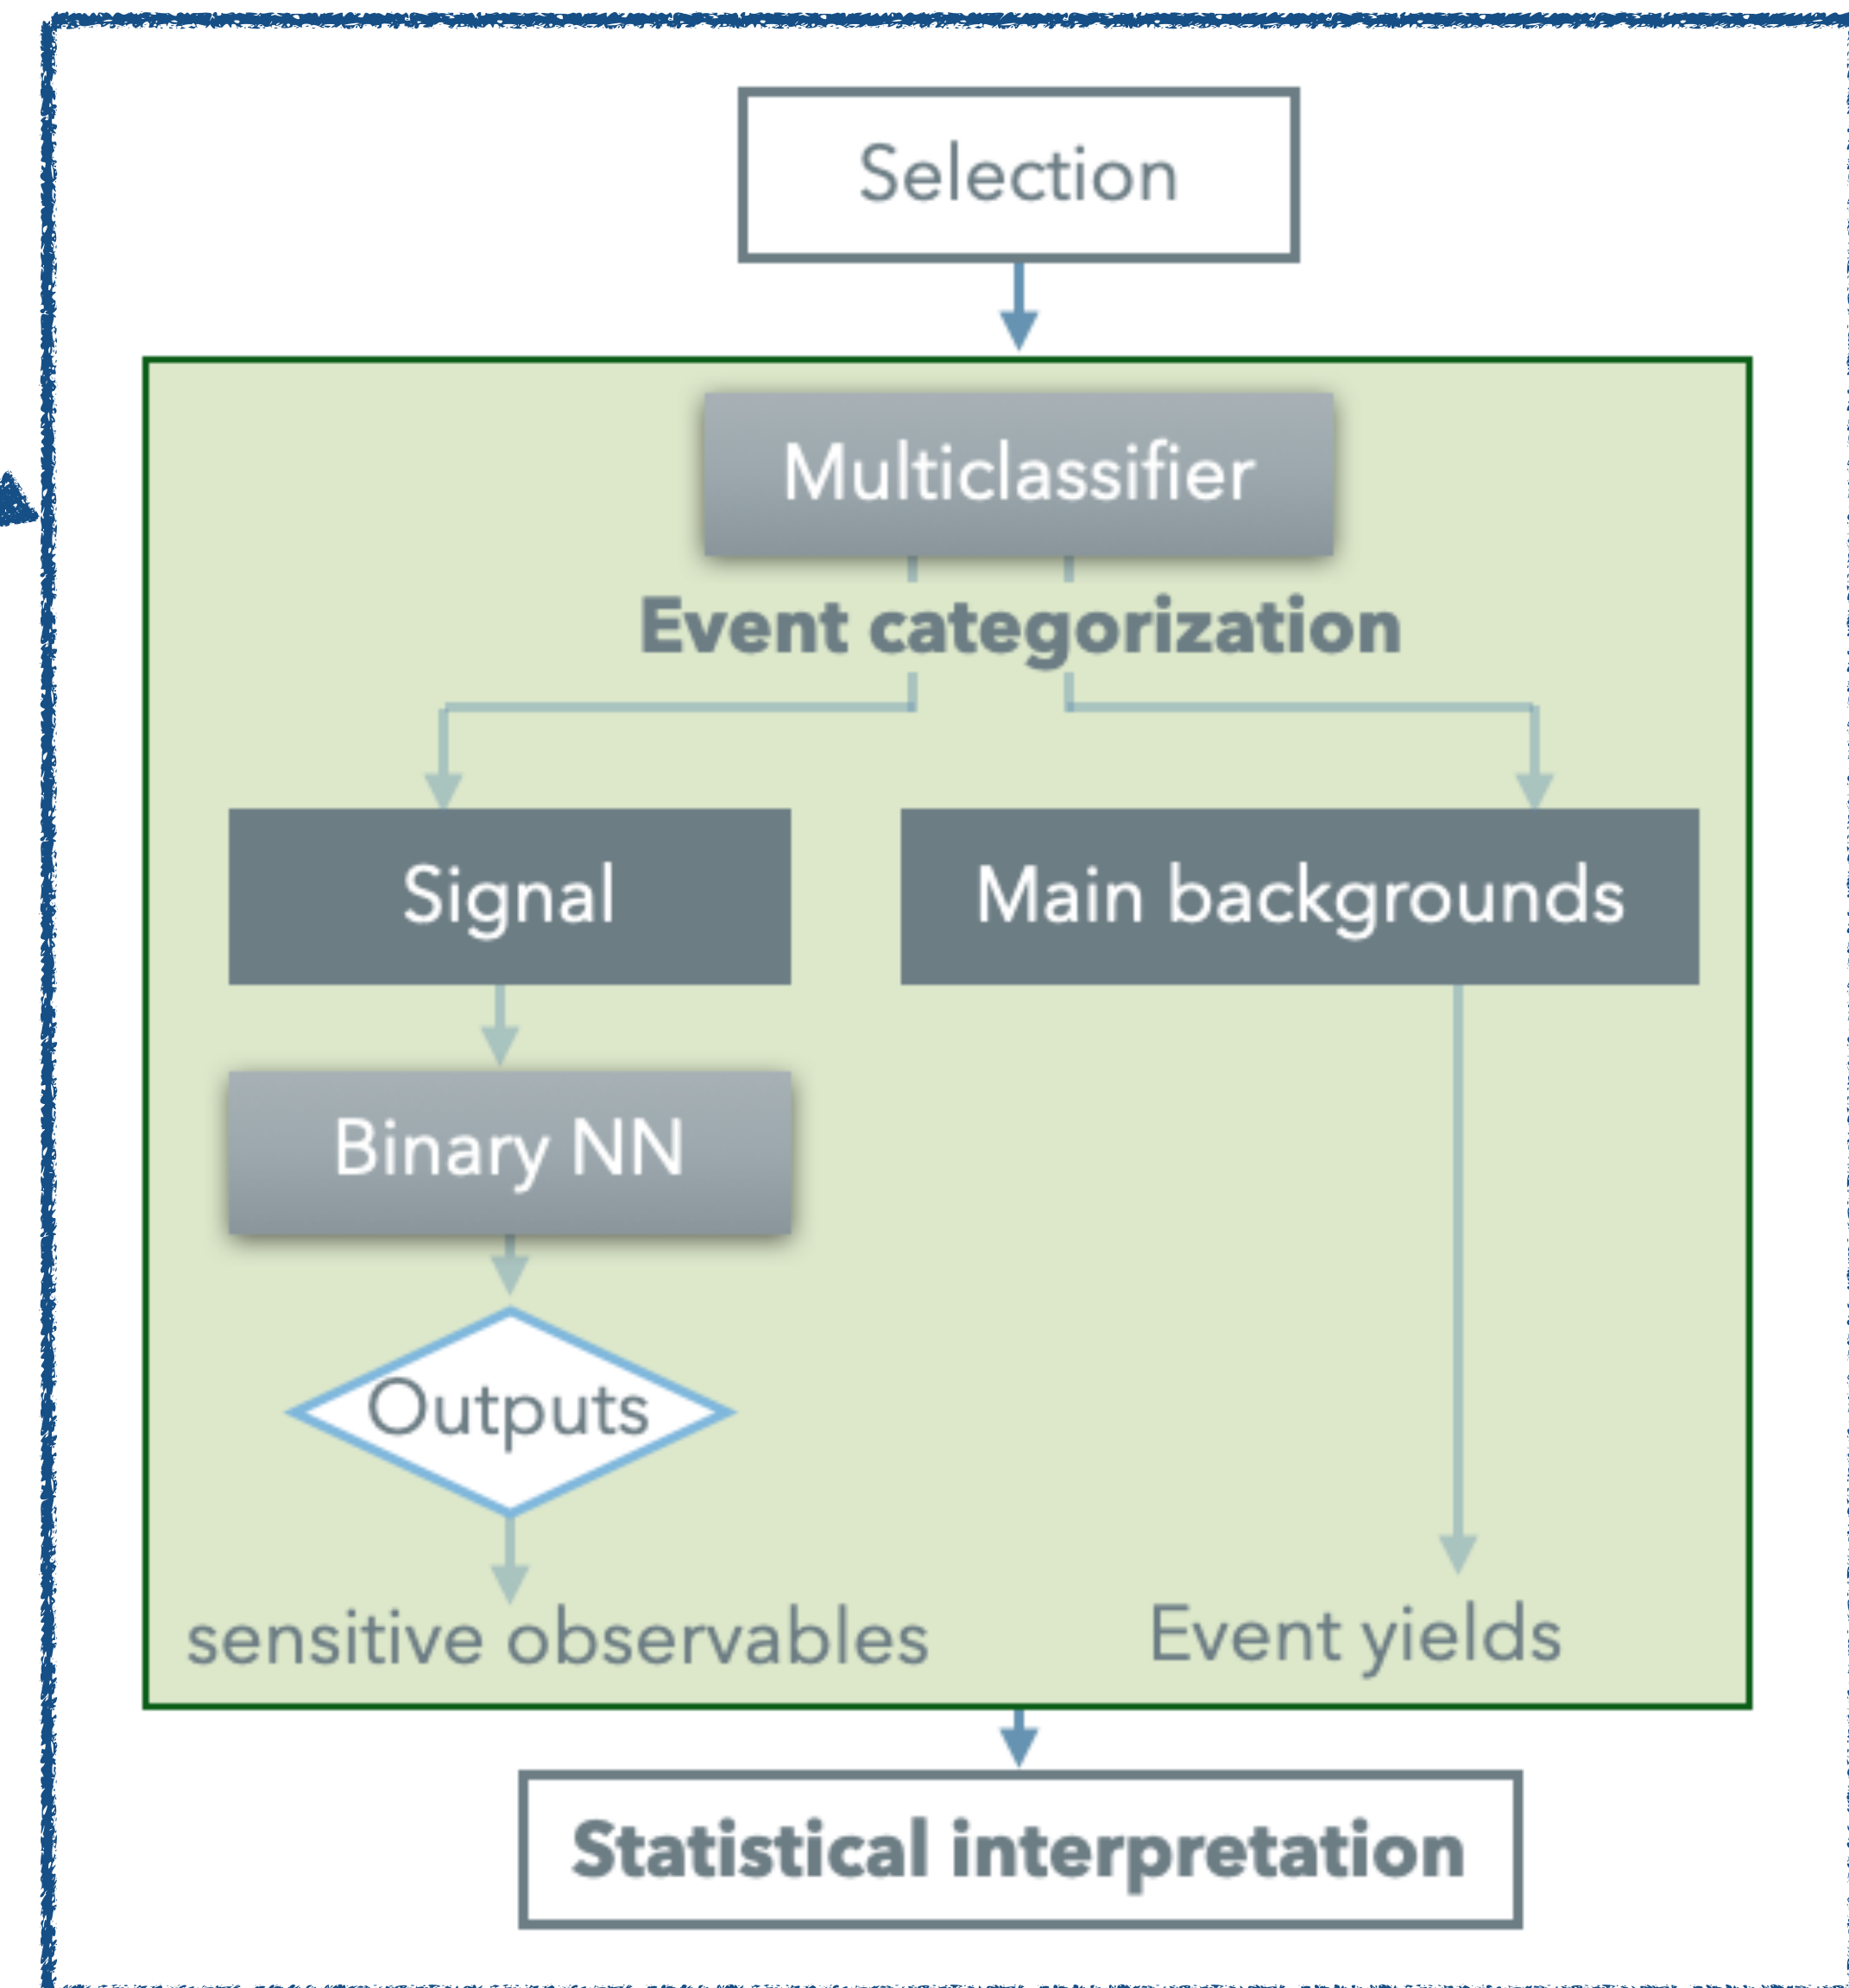 Selection
Multiclassifier
Event categorization
Signal
Main backgrounds
Binary NN
Outputs
sensitive observables
Event yields
Statistical interpretation